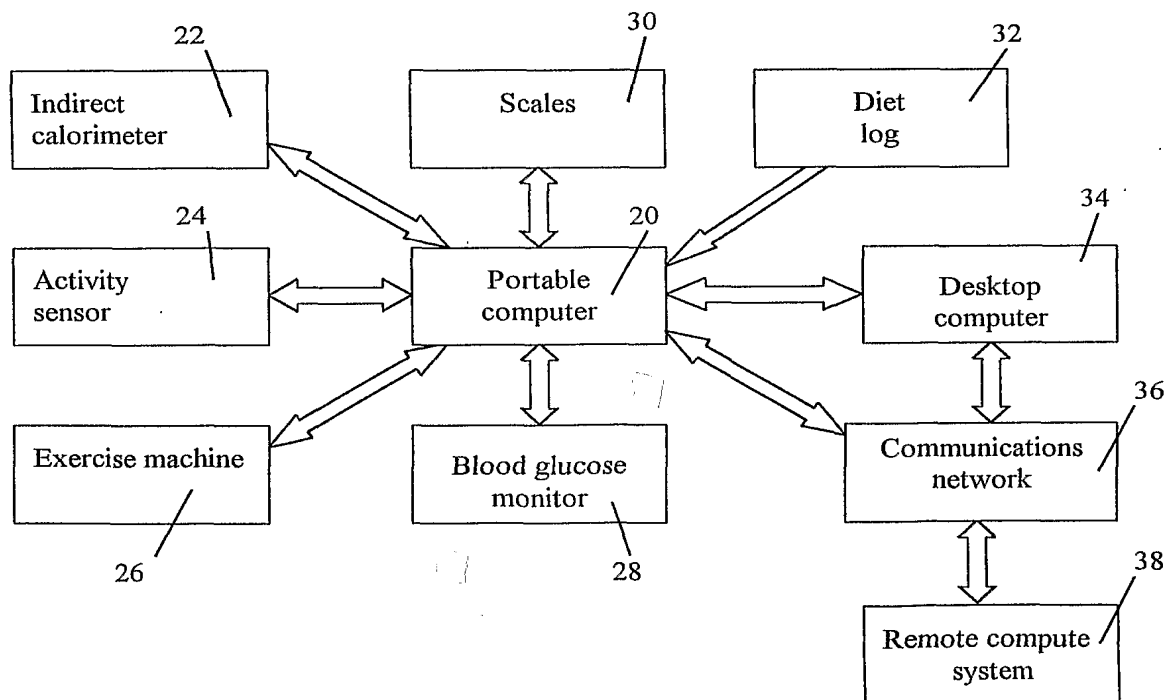 22
30
32
Indirect
calorimeter
Scales
Diet
log
24
20
34
Activity
sensor
Portable
computer
Desktop
computer
36
Exercise machine
Blood glucose
monitor
Communications
network
26
28
38
Remote compute
system